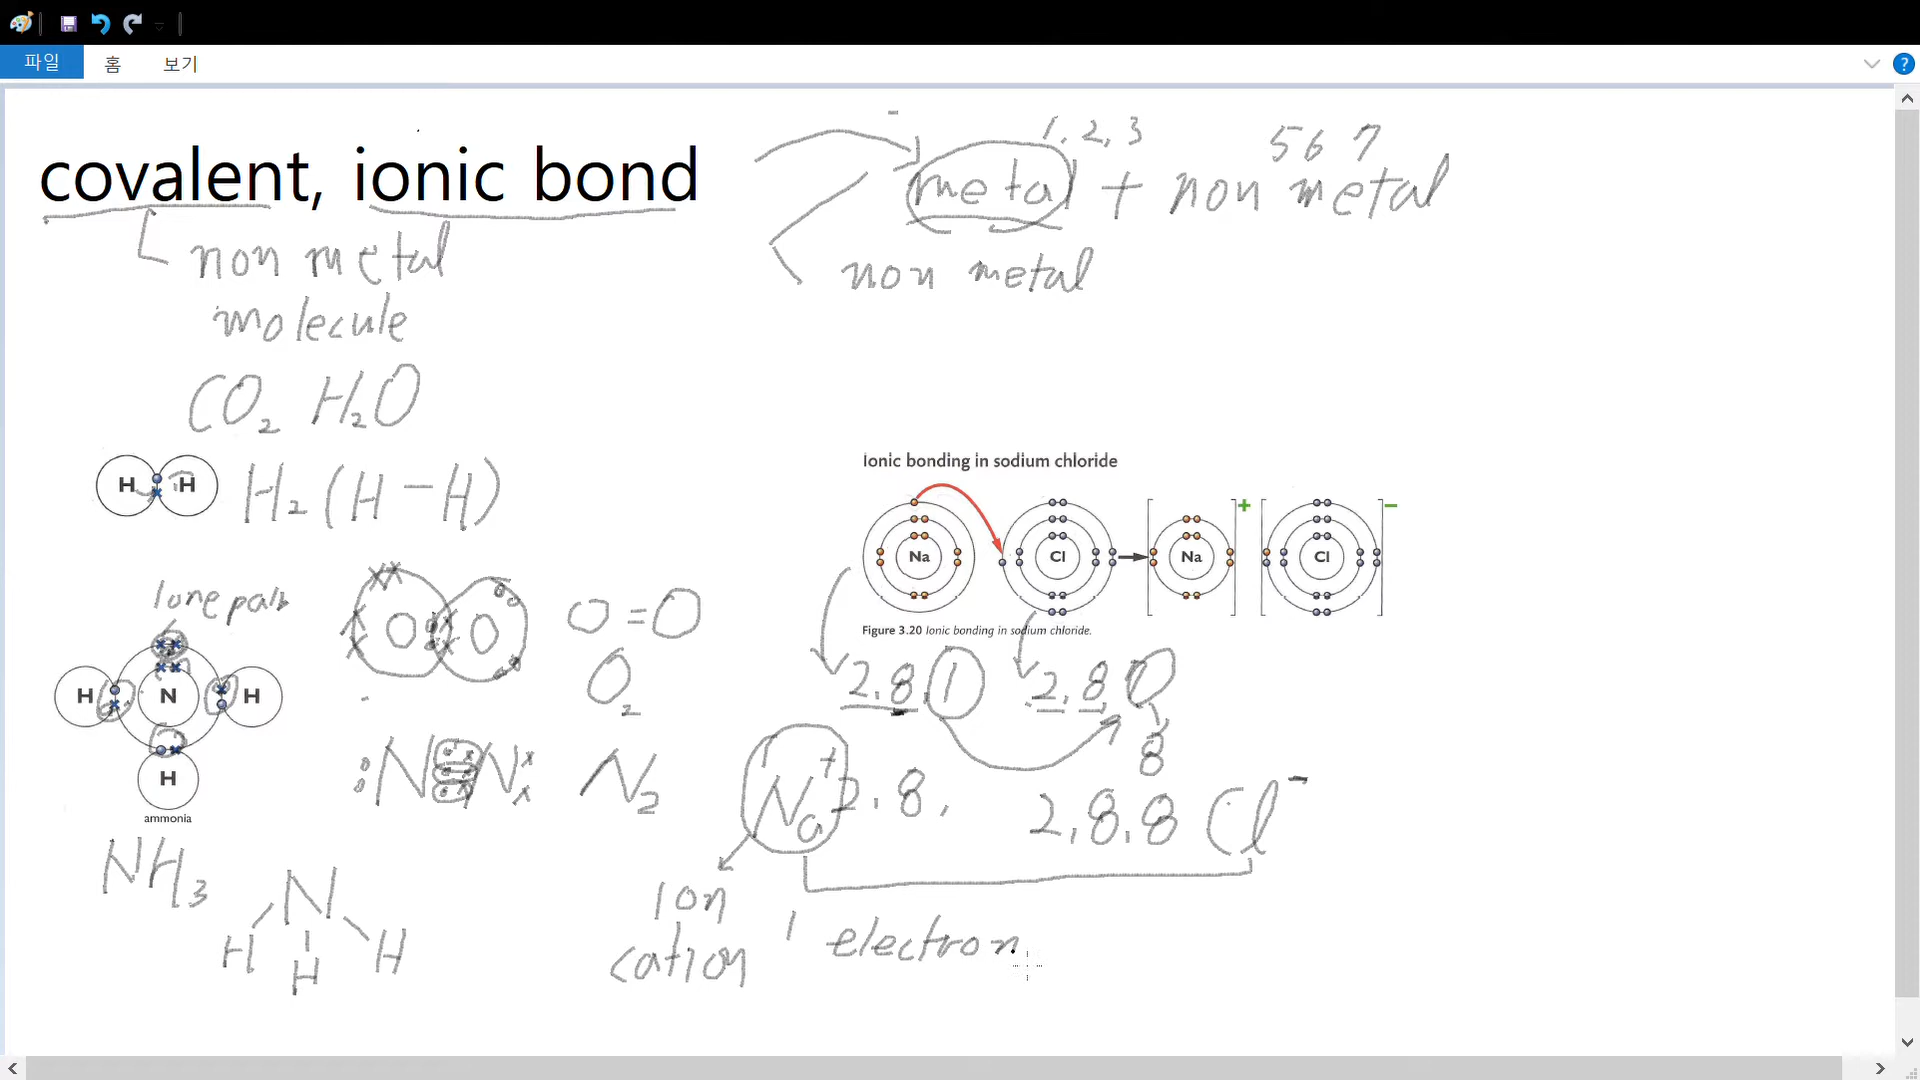 파일 홈 보기
covalent, ionic bond
1, 2, 3
5 6 7
metal + non metal
non metal
non metal
molecule
CO2 H2O
H H
H2 (H-H)
lone pair
H N H
H
ammonia
NH3
N
H H H
O O O=O
O2
N N N2
Ionic bonding in sodium chloride
Na Cl Na + Cl −
Figure 3.20 Ionic bonding in sodium chloride.
2.8.1 2.8.7
8
Na+ 2.8, 2,8,8 Cl-
Ion
cation
1 electron